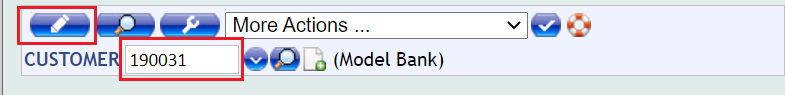 More Actions ...
CUSTOMER 190031 (Model Bank)